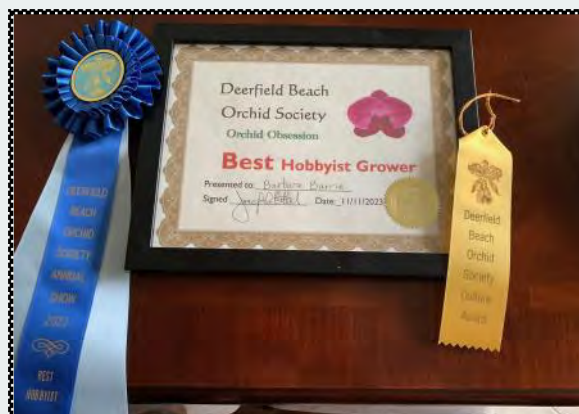 DEERFIELD
BEACH
ORCHID
SOCIETY
ANNUAL
SHOW
BEST
HOBBYIST
Deerfield Beach
Orchid Society
Orchid Obsession
Best Hobbyist Grower
Presented to: Barbara Barrie
Signed Date: 11/11/2023
Deerfield
Beach
Orchid
Society
Culture
Award